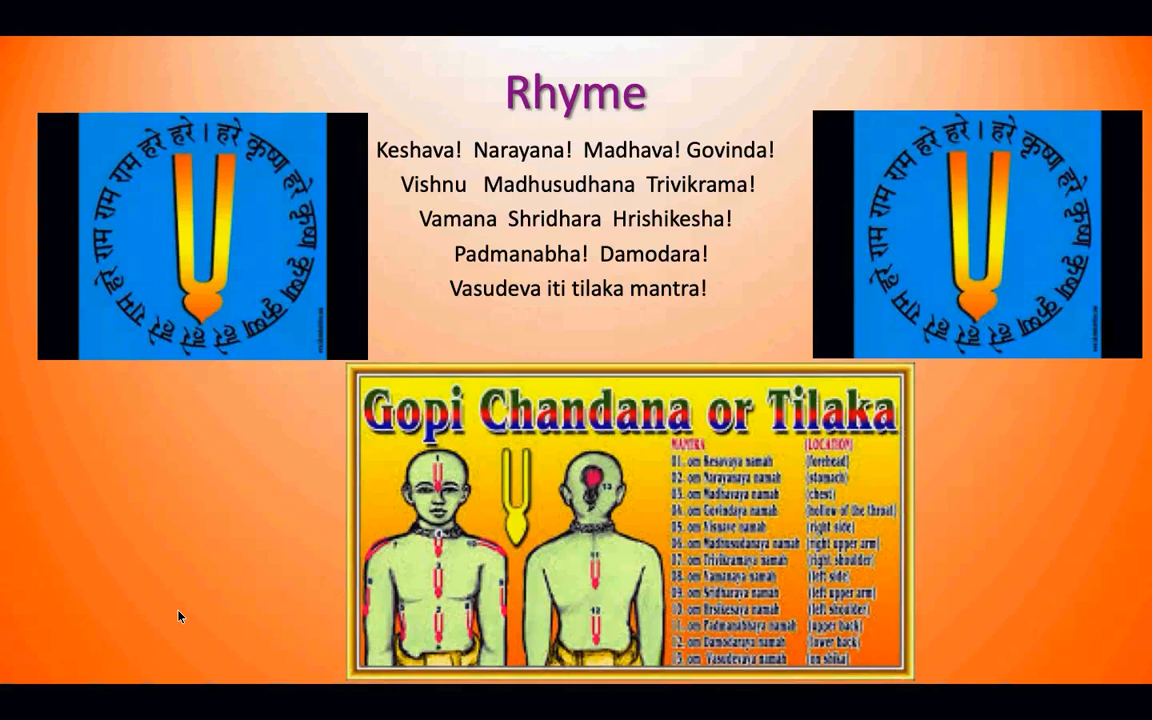 Rhyme
Keshava! Narayana! Madhava! Govinda!
Vishnu Madhusudhana Trivikrama!
Vamana Shridhara Hrishikesha!
Padmanabha! Damodara!
Vasudeva iti tilaka mantra!
हरे कृष्ण हरे कृष्ण कृष्ण कृष्ण हरे हरे । हरे राम हरे राम राम राम हरे हरे ।
हरे कृष्ण हरे कृष्ण कृष्ण कृष्ण हरे हरे । हरे राम हरे राम राम राम हरे हरे ।
Gopi Chandana or Tilaka
MANTRA (LOCATION)
01. om Kesavaya namah (forehead)
02. om Narayanaya namah (stomach)
03. om Madhavaya namah (chest)
04. om Govindaya namah (hollow of the throat)
05. om Visnave namah (right side)
06. om Madhusudanaya namah (right upper arm)
07. om Trivikramaya namah (right shoulder)
08. om Vamanaya namah (left side)
09. om Sridharaya namah (left upper arm)
10. om Hrsikesaya namah (left shoulder)
11. om Padmanabhaya namah (upper back)
12. om Damodaraya namah (lower back)
13. om Vasudevaya namah (on shika)